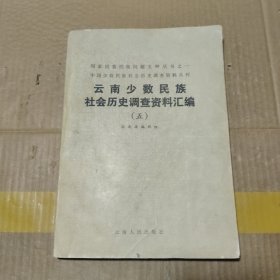 国家民委民族问题五种丛书之一
中国少数民族社会历史调查资料丛刊
云南少数民族
社会历史调查资料汇编
（五）
云南人民出版社